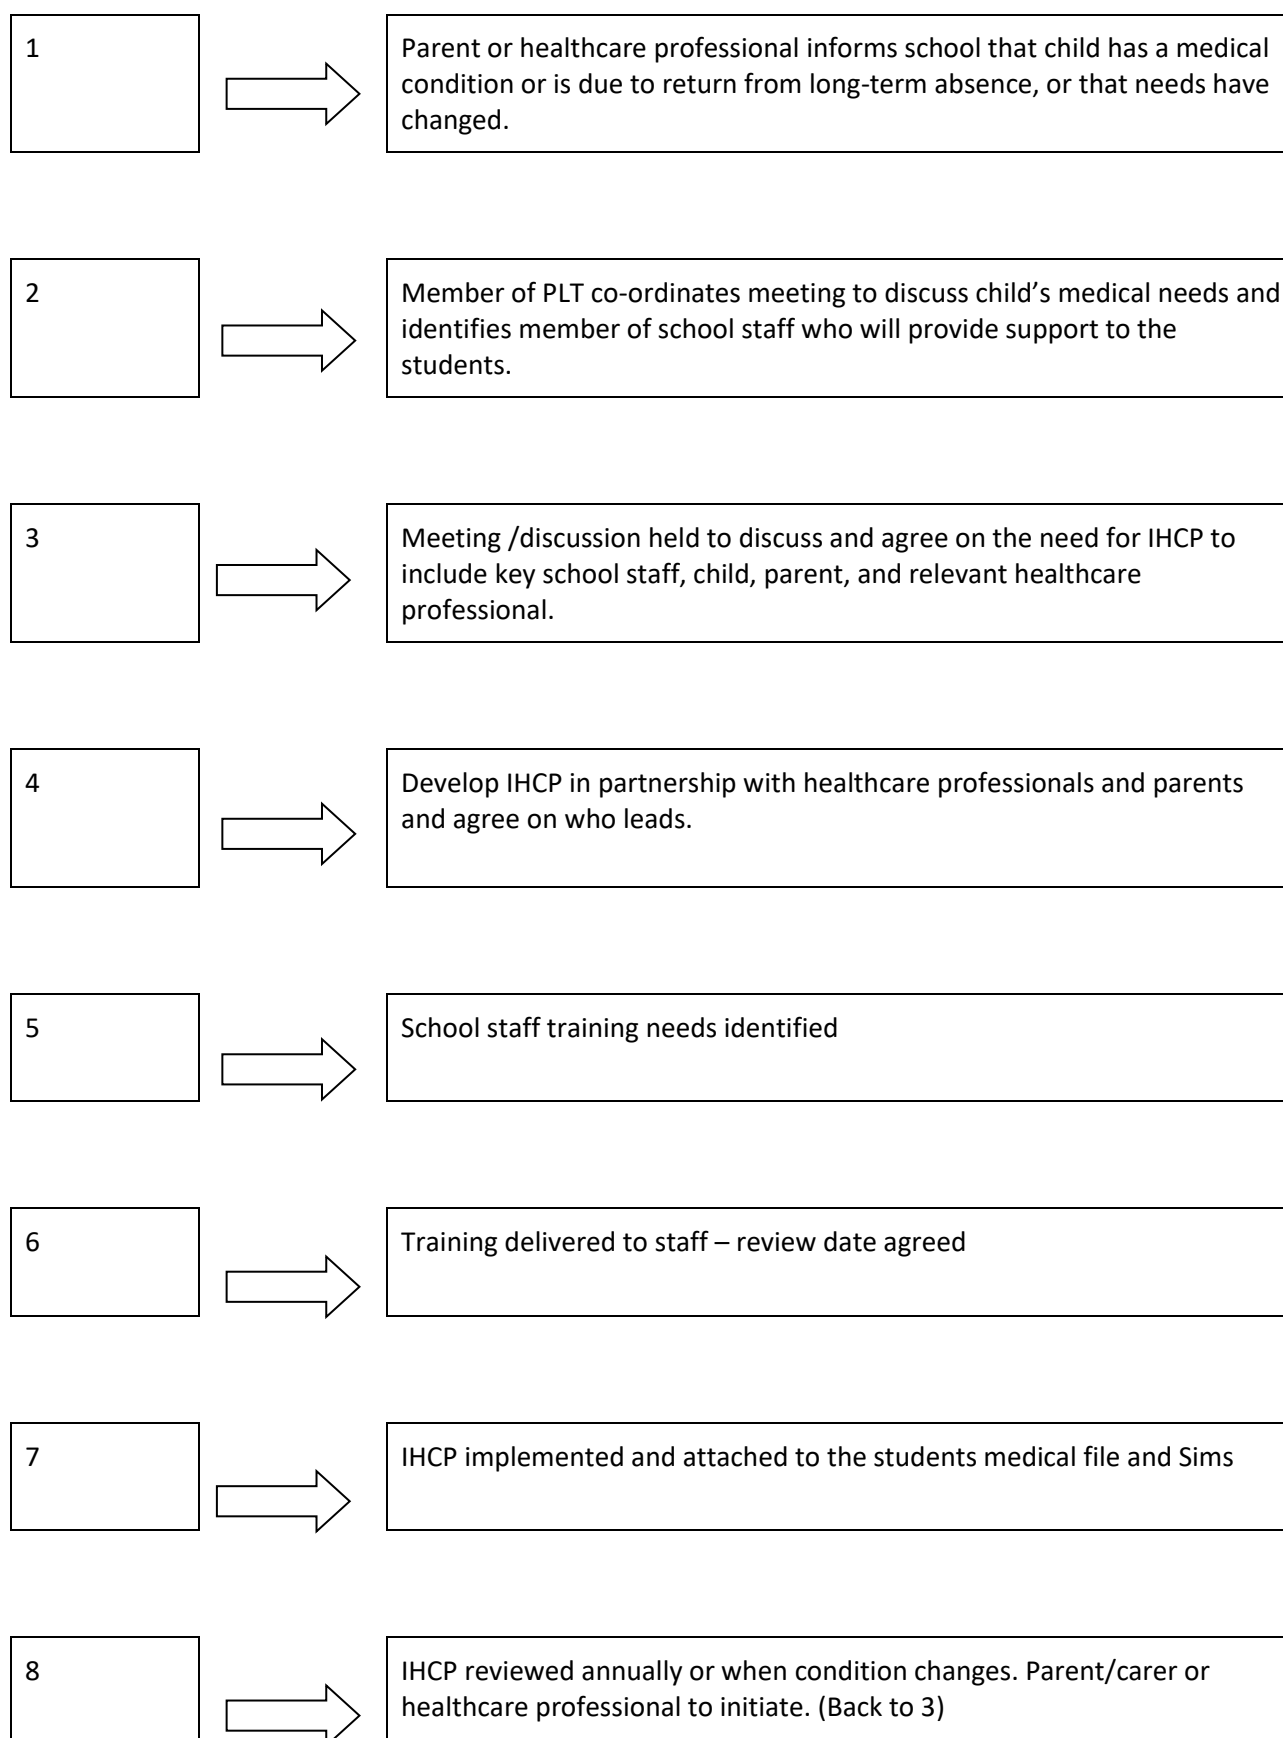 1
Parent or healthcare professional informs school that child has a medical
condition or is due to return from long-term absence, or that needs have
changed.
2
Member of PLT co-ordinates meeting to discuss child’s medical needs and
identifies member of school staff who will provide support to the
students.
3
Meeting /discussion held to discuss and agree on the need for IHCP to
include key school staff, child, parent, and relevant healthcare
professional.
4
Develop IHCP in partnership with healthcare professionals and parents
and agree on who leads.
5
School staff training needs identified
6
Training delivered to staff – review date agreed
7
IHCP implemented and attached to the students medical file and Sims
8
IHCP reviewed annually or when condition changes. Parent/carer or
healthcare professional to initiate. (Back to 3)